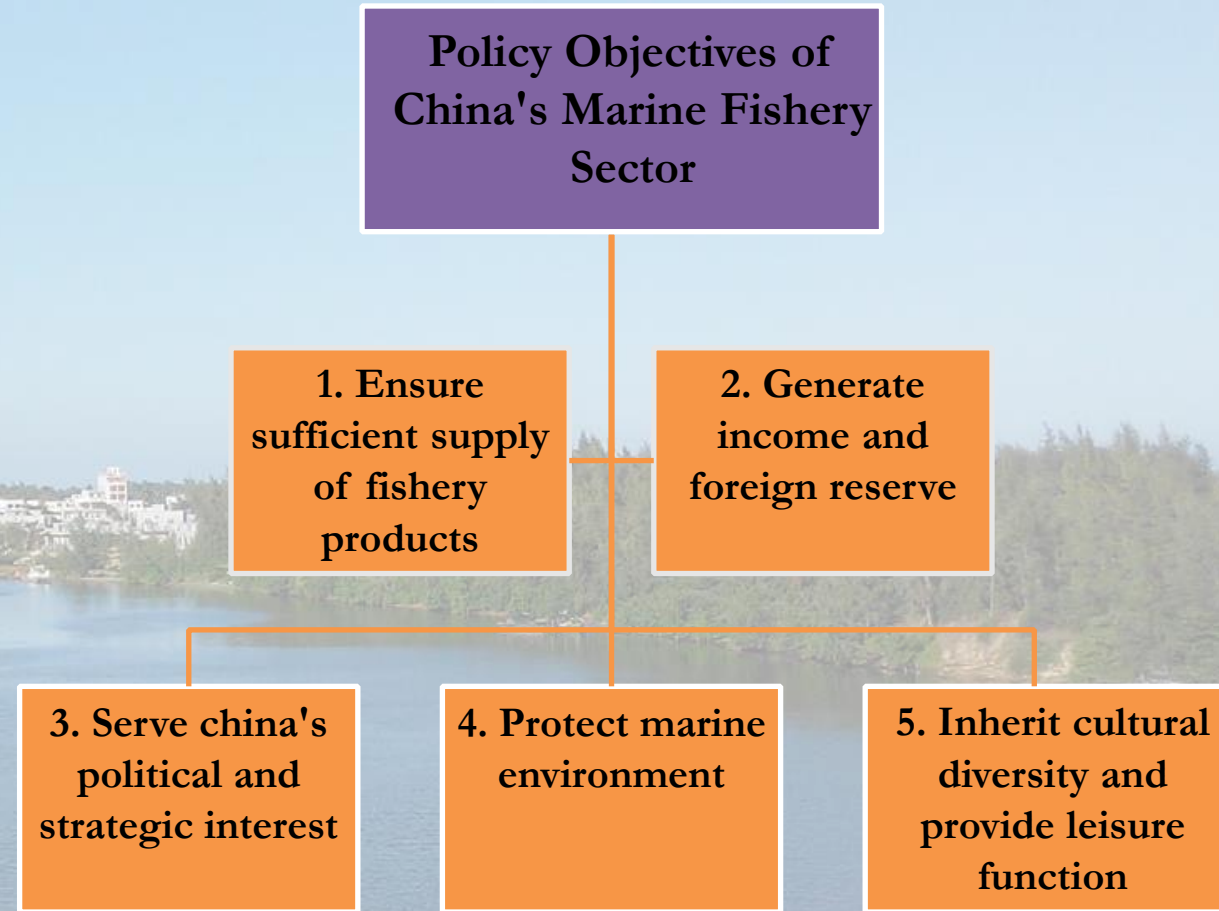 Policy Objectives of
China's Marine Fishery
Sector
1. Ensure
sufficient supply
of fishery
products
2. Generate
income and
foreign reserve
3. Serve china's
political and
strategic interest
4. Protect marine
environment
5. Inherit cultural
diversity and
provide leisure
function